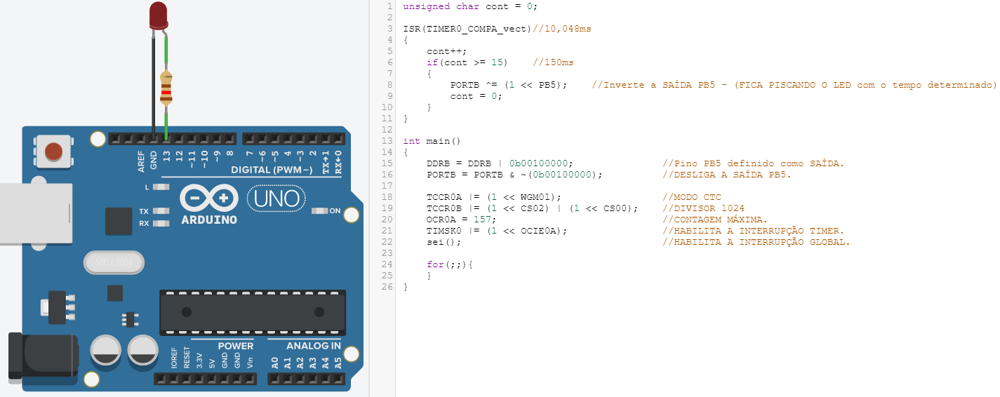 AREF
GND
13
12
~11
~10
~9
8
7
~6
~5
4
~3
2
TX→1
RX←0
DIGITAL (PWM~)
L
TX
RX
ARDUINO
UNO
ON
SPK16.000G
POWER
ANALOG IN
IOREF
RESET
3.3V
5V
GND
GND
Vin
A0
A1
A2
A3
A4
A5
1 unsigned char cont = 0;
2
3 ISR(TIMER0_COMPA_vect)//10,048ms
4 {
5 cont++;
6 if(cont >= 15) //150ms
7 {
8 PORTB ^= (1 << PB5); //Inverte a SAÍDA PB5 - (FICA PISCANDO O LED com o tempo determinado)
9 cont = 0;
10 }
11 }
12
13 int main()
14 {
15 DDRB = DDRB | 0b00100000; //Pino PB5 definido como SAÍDA.
16 PORTB = PORTB & ~(0b00100000); //DESLIGA A SAÍDA PB5.
17
18 TCCR0A |= (1 << WGM01); //MODO CTC
19 TCCR0B |= (1 << CS02) | (1 << CS00); //DIVISOR 1024
20 OCR0A = 157; //CONTAGEM MÁXIMA.
21 TIMSK0 |= (1 << OCIE0A); //HABILITA A INTERRUPÇÃO TIMER.
22 sei(); //HABILITA A INTERRUPÇÃO GLOBAL.
23
24 for(;;){
25 }
26 }